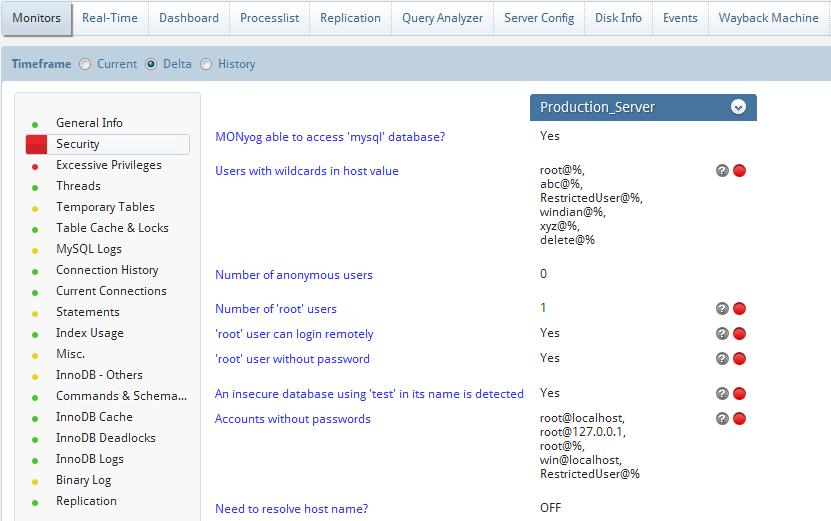 Monitors Real-Time Dashboard Processlist Replication Query Analyzer Server Config Disk Info Events Wayback Machine
Timeframe Current Delta History
General Info
Security
Excessive Privileges
Threads
Temporary Tables
Table Cache & Locks
MySQL Logs
Connection History
Current Connections
Statements
Index Usage
Misc.
InnoDB - Others
Commands & Schema...
InnoDB Cache
InnoDB Deadlocks
InnoDB Logs
Binary Log
Replication
Production_Server
MONyog able to access 'mysql' database? Yes
Users with wildcards in host value root@%, ?
abc@%,
RestrictedUser@%,
windian@%,
xyz@%,
delete@%
Number of anonymous users 0
Number of 'root' users 1 ?
'root' user can login remotely Yes ?
'root' user without password Yes ?
An insecure database using 'test' in its name is detected Yes ?
Accounts without passwords root@localhost, ?
root@127.0.0.1,
root@%,
win@localhost,
RestrictedUser@%
Need to resolve host name? OFF